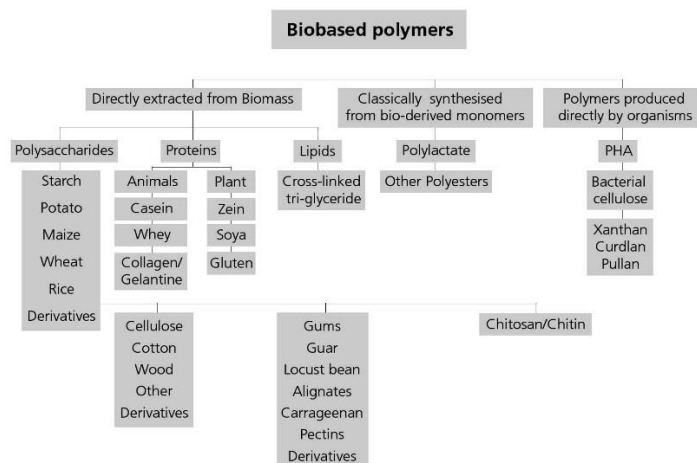 Biobased polymers
Directly extracted from Biomass
Classically synthesised
from bio-derived monomers
Polymers produced
directly by organisms
Polysaccharides
Proteins
Lipids
Polylactate
PHA
Starch
Potato
Maize
Wheat
Rice
Derivatives
Animals
Casein
Whey
Collagen/
Gelantine
Plant
Zein
Soya
Gluten
Cross-linked
tri-glyceride
Other Polyesters
Bacterial
cellulose
Xanthan
Curdlan
Pullan
Cellulose
Cotton
Wood
Other
Derivatives
Gums
Guar
Locust bean
Alignates
Carrageenan
Pectins
Derivatives
Chitosan/Chitin